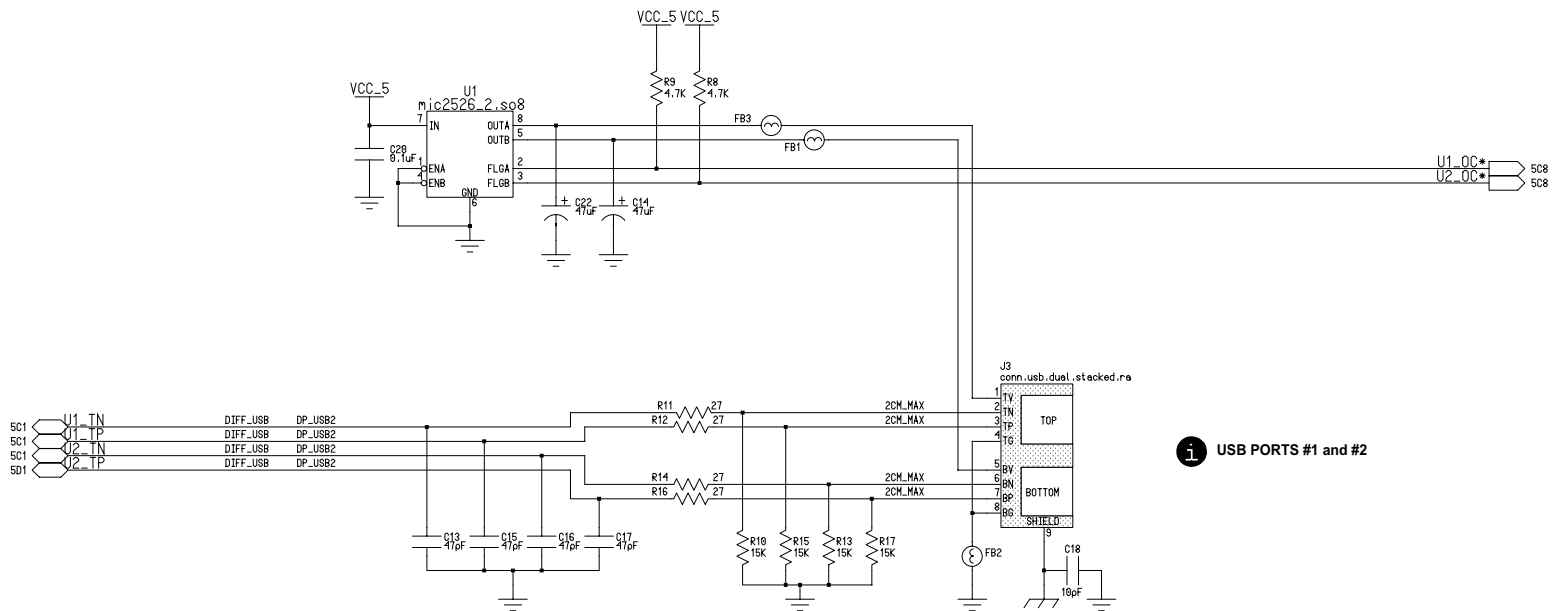 VCC_5 VCC_5
R9
4.7K
R8
4.7K
VCC_5
U1
mic2526_2.so8
7 IN
OUTA 8
OUTB 5
C20
0.1uF
1 ENA
4 ENB
FLGA 2
FLGB 3
GND
6
FB3
FB1
C22
47uF
C14
47uF
U1_OC* 5C8
U2_OC* 5C8
J3
conn.usb.dual.stacked.ra
1 TV
2 TN
3 TP
4 TG
TOP
5 BV
6 BN
7 BP
8 BG
BOTTOM
SHIELD
9
5C1 U1_TN DIFF_USB DP_USB2
5C1 U1_TP DIFF_USB DP_USB2
5C1 U2_TN DIFF_USB DP_USB2
5D1 U2_TP DIFF_USB DP_USB2
R11 27 2CM_MAX
R12 27 2CM_MAX
R14 27 2CM_MAX
R16 27 2CM_MAX
i USB PORTS #1 and #2
C13
47pF
C15
47pF
C16
47pF
C17
47pF
R10
15K
R15
15K
R13
15K
R17
15K
FB2
C18
10pF